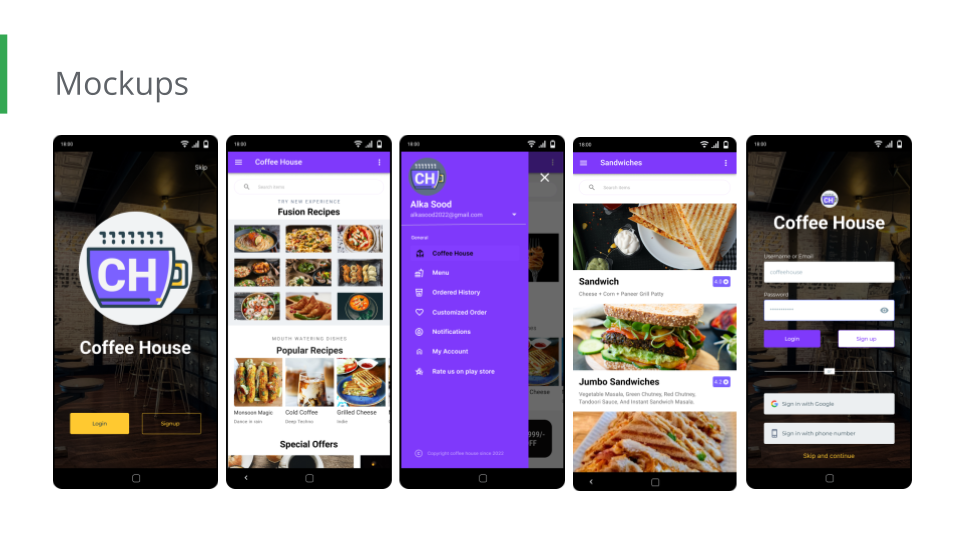 Mockups
18:00
Skip
CH
Coffee House
Login
Signup
18:00
Coffee House
Search items
TRY NEW EXPERIENCE
Fusion Recipes
MOUTH WATERING DISHES
Popular Recipes
Monsoon Magic
Dance in rain
Cold Coffee
Deep Techno
Grilled Cheese
Indie
Special Offers
18:00
CH
Alka Sood
alkasood2022@gmail.com
General
Coffee House
Menu
Ordered History
Customized Order
Notifications
My Account
Rate us on play store
Copyright coffee house since 2022
Cheese
999/-
FF
18:00
Sandwiches
Search items
Sandwich
4.5
Cheese + Corn + Paneer Grill Patty
Jumbo Sandwiches
4.3
Vegetable Masala, Green Chutney, Red Chutney,
Tandoori Sauce, And Instant Sandwich Masala.
18:00
CH
Coffee House
Username or Email
coffeehouse
Password
Login
Sign up
Sign in with Google
Sign in with phone number
Skip and continue